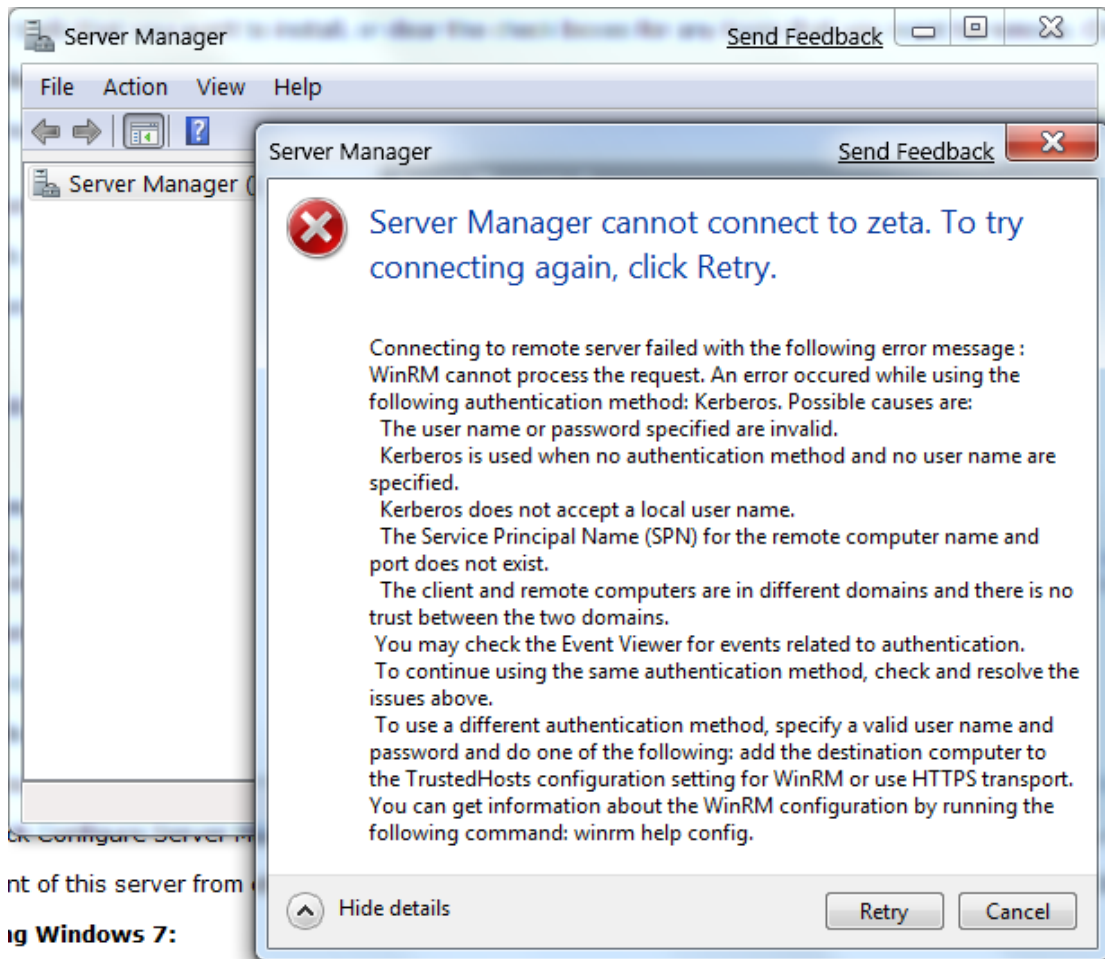 Server Manager
Send Feedback
File Action View Help
Server Manager (
Server Manager
Send Feedback
Server Manager cannot connect to zeta. To try
connecting again, click Retry.
Connecting to remote server failed with the following error message :
WinRM cannot process the request. An error occured while using the
following authentication method: Kerberos. Possible causes are:
The user name or password specified are invalid.
Kerberos is used when no authentication method and no user name are
specified.
Kerberos does not accept a local user name.
The Service Principal Name (SPN) for the remote computer name and
port does not exist.
The client and remote computers are in different domains and there is no
trust between the two domains.
You may check the Event Viewer for events related to authentication.
To continue using the same authentication method, check and resolve the
issues above.
To use a different authentication method, specify a valid user name and
password and do one of the following: add the destination computer to
the TrustedHosts configuration setting for WinRM or use HTTPS transport.
You can get information about the WinRM configuration by running the
following command: winrm help config.
Hide details
Retry Cancel
Configure Server M
nt of this server from
ng Windows 7: